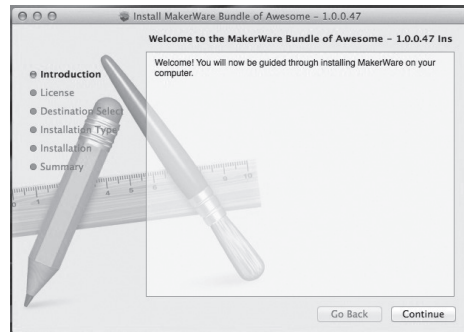 Install MakerWare Bundle of Awesome – 1.0.0.47
Welcome to the MakerWare Bundle of Awesome – 1.0.0.47 Ins
Introduction
License
Destination Select
Installation Type
Installation
Summary
Welcome! You will now be guided through installing MakerWare on your
computer.
Go Back
Continue